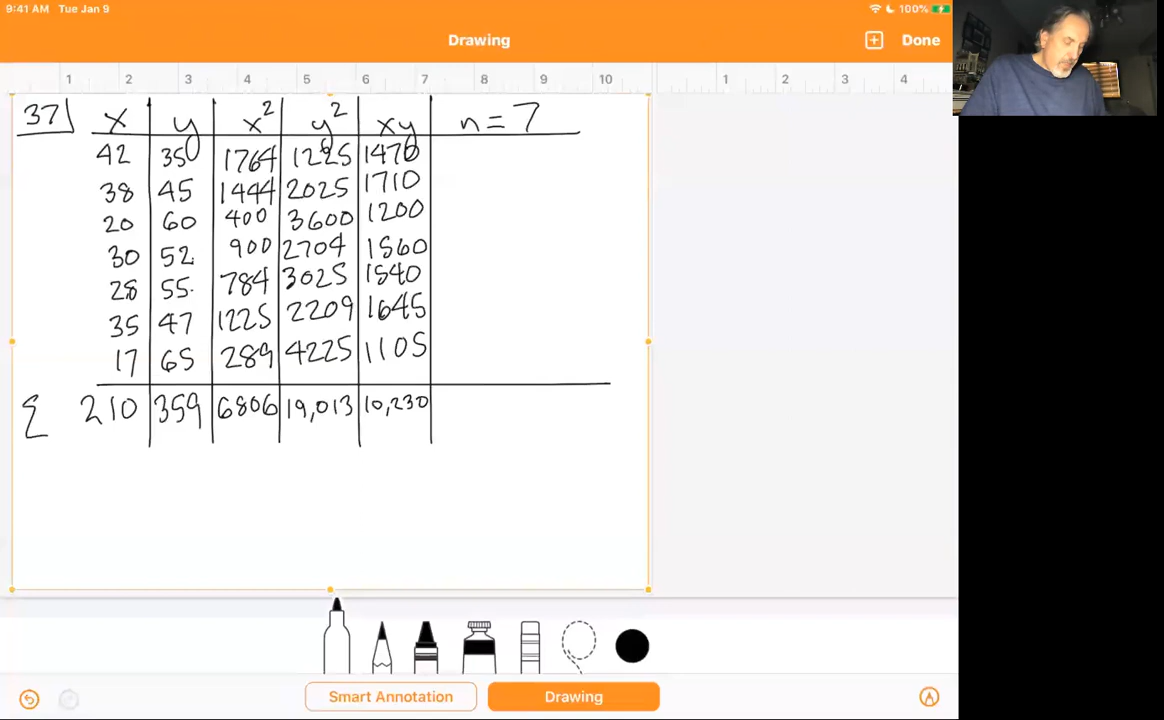 9:41 AM Tue Jan 9
100%
Drawing
Done
1 2 3 4 5 6 7 8 9 10 1 2 3 4
37 x y x² y² xy n = 7
42 35 1764 1225 1470
38 45 1444 2025 1710
20 60 400 3600 1200
30 52 900 2704 1560
28 55 784 3025 1540
35 47 1225 2209 1645
17 65 289 4225 1105
Σ 210 359 6806 19,013 10,230
Smart Annotation
Drawing